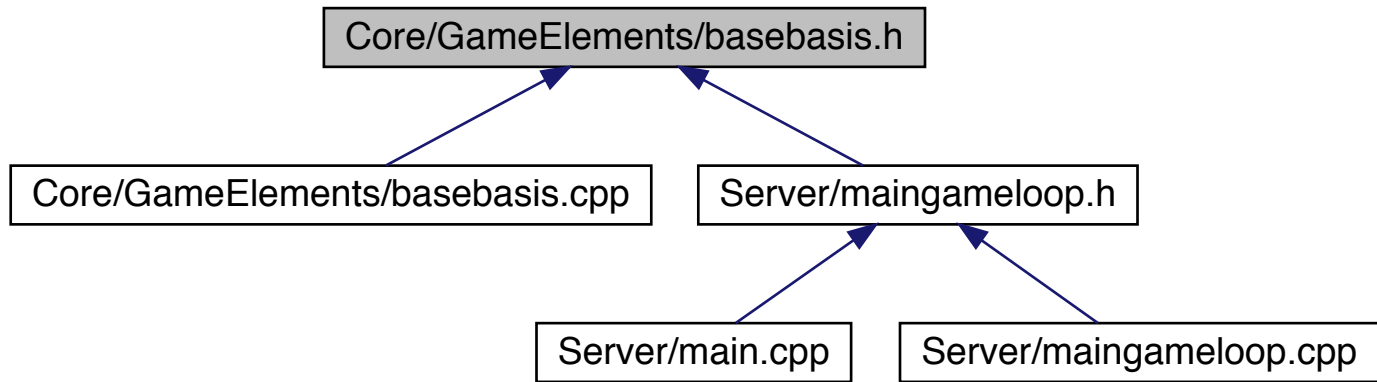 Core/GameElements/basebasis.h
Core/GameElements/basebasis.cpp
Server/maingameloop.h
Server/main.cpp
Server/maingameloop.cpp